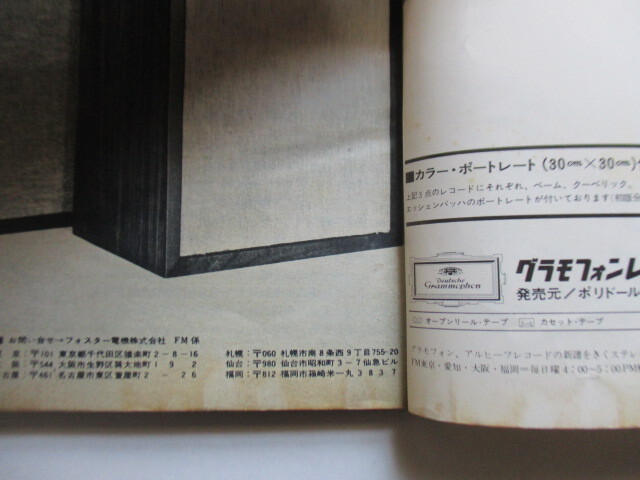 お問い合せ→フォスター電機株式会社 FM係
京:〒101 東京都千代田区猿楽町2-8-16
阪:〒544 大阪市生野区巽大地町192
古屋:〒461 名古屋市東区萱屋町2-26
札幌:〒060 札幌市南8条西9丁目755-20
仙台:〒980 仙台市昭和町3-7仙急ビル
福岡:〒812 福岡市箱崎米一丸3837
■カラー・ポートレート(30cm×30cm)
上記3点のレコードにそれぞれ、ベーム、クーベリック、
エッシェンバッハのポートレートが付いております(初版分
Deutsche
Grammophon
グラモフォンレ
発売元/ポリドール
オープンリール・テープ カセット・テープ
グラモフォン、アルヒーフレコードの新譜をきくステレ
FM東京・愛知・大阪・福岡=毎日曜4:00~5:00PM